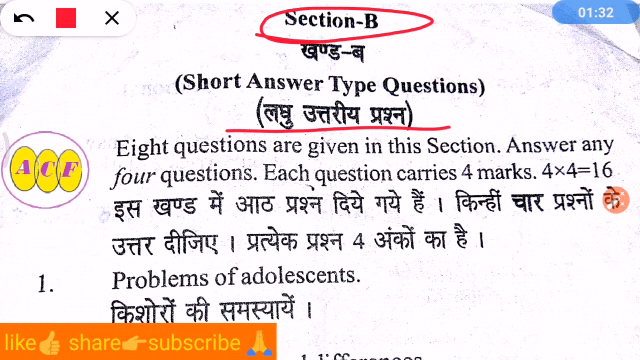 01:32
Section-B
खण्ड-ब
(Short Answer Type Questions)
(लघु उत्तरीय प्रश्न)
A C F
Eight questions are given in this Section. Answer any
four questions. Each question carries 4 marks. 4×4=16
इस खण्ड में आठ प्रश्न दिये गये हैं । किन्हीं चार प्रश्नों के
उत्तर दीजिए । प्रत्येक प्रश्न 4 अंकों का है ।
1. Problems of adolescents.
किशोरों की समस्यायें ।
like👍 share👉subscribe 🙏
differences